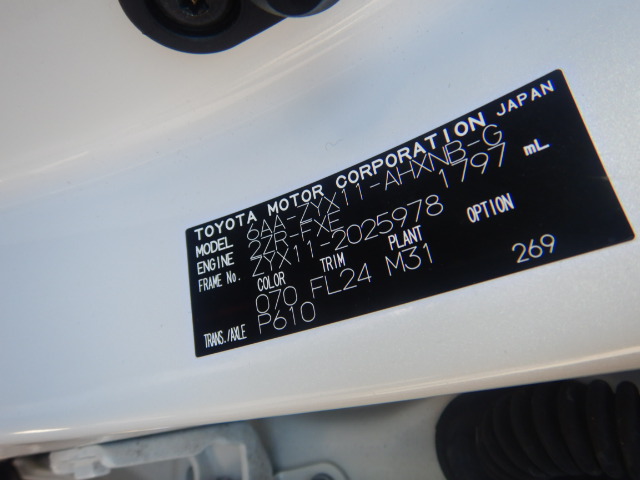 TOYOTA MOTOR CORPORATION JAPAN
MODEL 6AA-ZYX11-AHXNB-G
ENGINE 2ZR-FXE 1797 mL
FRAME No. ZYX11-2025978
COLOR TRIM PLANT OPTION
070 FL24 M31 269
TRANS./AXLE P610